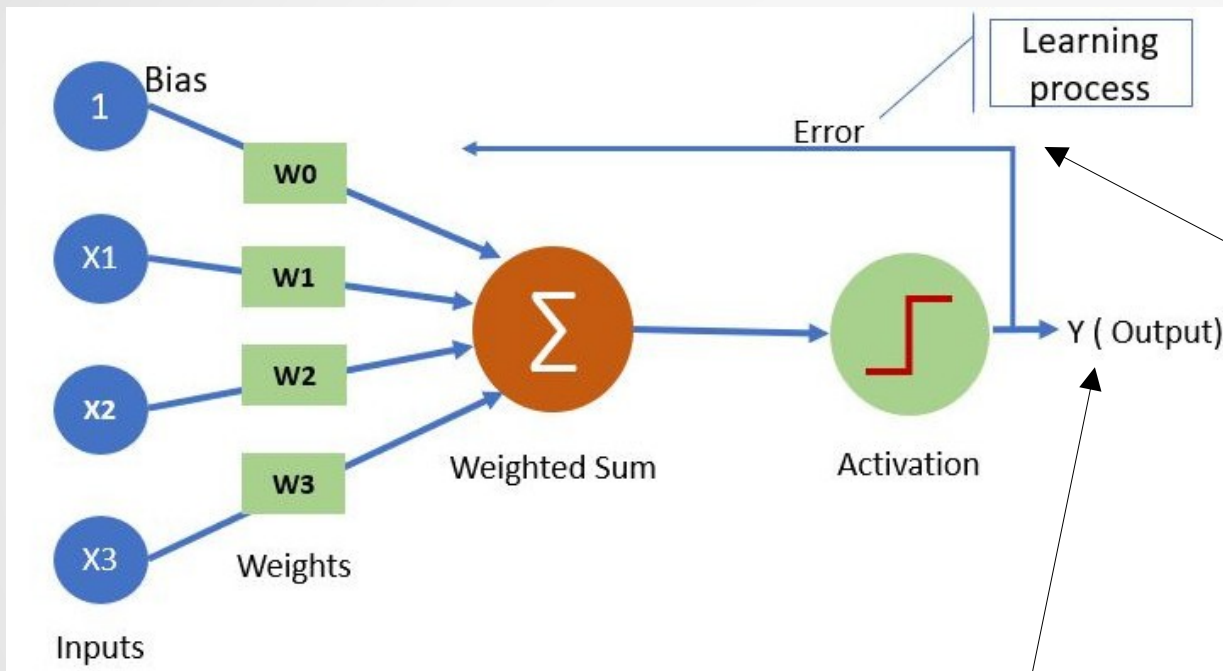 Learning
process
Bias
1
Error
W0
X1
W1
Σ
Y ( Output)
W2
X2
Weighted Sum
Activation
W3
X3
Weights
Inputs